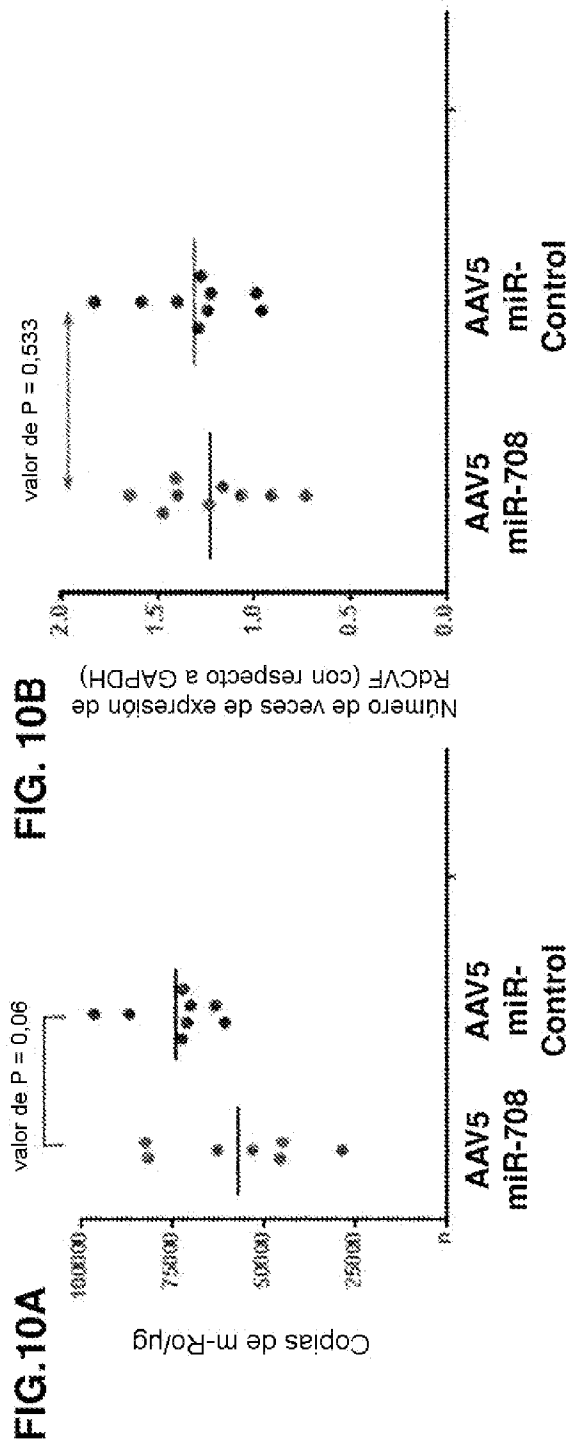 FIG.10A
valor de P = 0,06
Copias de m-Ro/µg
100000
75000
50000
25000
AAV5
miR-708
AAV5
miR-
Control
FIG. 10B
valor de P = 0,533
Número de veces de expresión de
RdCVF (con respecto a GAPDH)
2.0
1.5
1.0
0.5
0.0
AAV5
miR-708
AAV5
miR-
Control